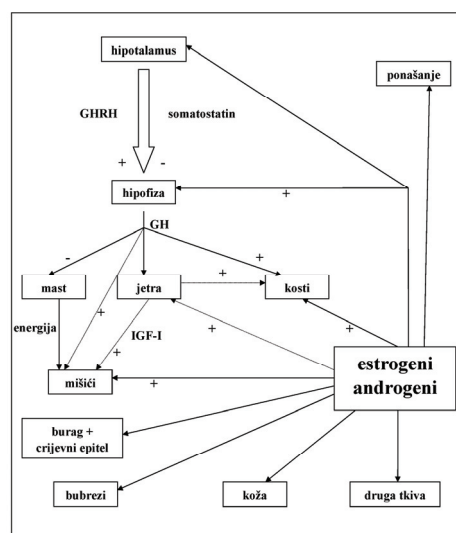 hipotalamus
ponašanje
GHRH somatostatin
+ -
hipofiza
+
GH
- +
mast
jetra
+
kosti
energija
+
IGF-I
+
+
+
mišići
+
estrogeni
androgeni
burag +
crijevni epitel
bubrezi
koža
druga tkiva